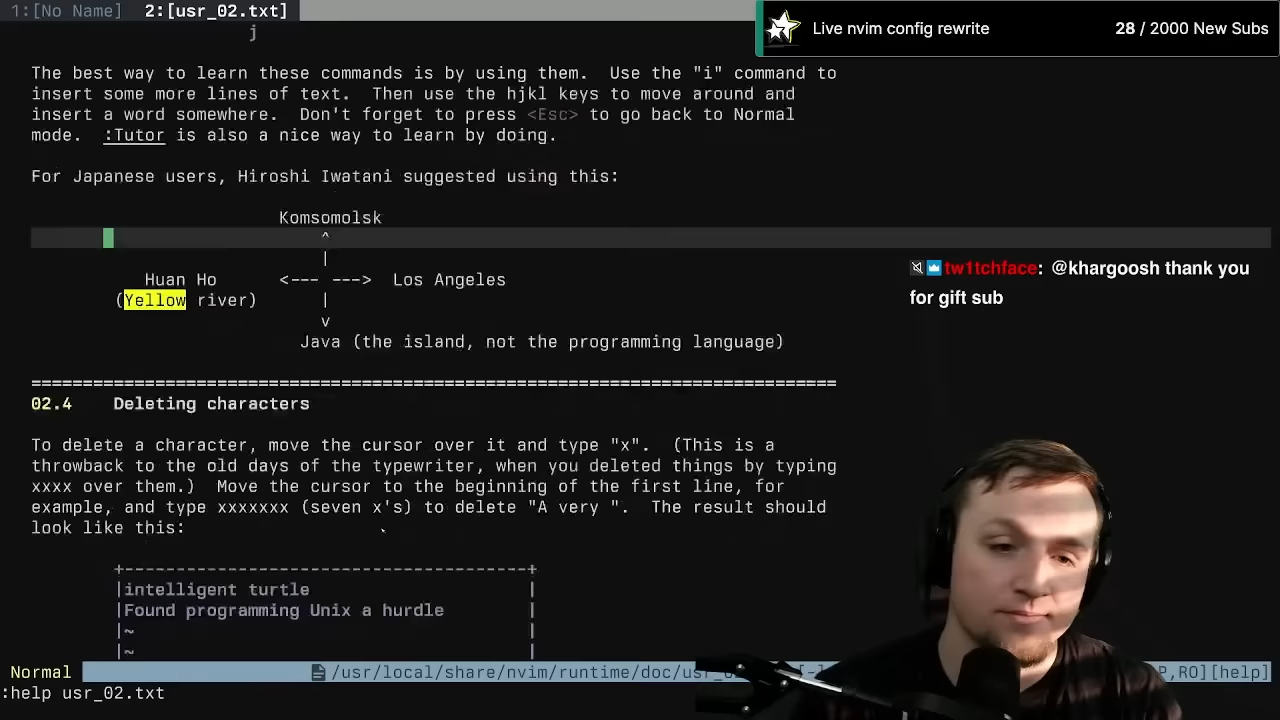 1:[No Name]  2:[usr_02.txt]
Live nvim config rewrite 28 / 2000 New Subs
j
The best way to learn these commands is by using them.  Use the "i" command to
insert some more lines of text.  Then use the hjkl keys to move around and
insert a word somewhere.  Don't forget to press <Esc> to go back to Normal
mode.  :Tutor is also a nice way to learn by doing.
For Japanese users, Hiroshi Iwatani suggested using this:
Komsomolsk
^
|
Huan Ho <--- ---> Los Angeles
(Yellow river) |
v
Java (the island, not the programming language)
tw1tchface: @khargoosh thank you
for gift sub
==============================================================================
02.4 Deleting characters
To delete a character, move the cursor over it and type "x".  (This is a
throwback to the old days of the typewriter, when you deleted things by typing
xxxx over them.)  Move the cursor to the beginning of the first line, for
example, and type xxxxxxx (seven x's) to delete "A very ".  The result should
look like this:
+---------------------------------------+
|intelligent turtle |
|Found programming Unix a hurdle |
|~ |
|~ |
Normal /usr/local/share/nvim/runtime/doc/us [-] P,RO][help]
:help usr_02.txt